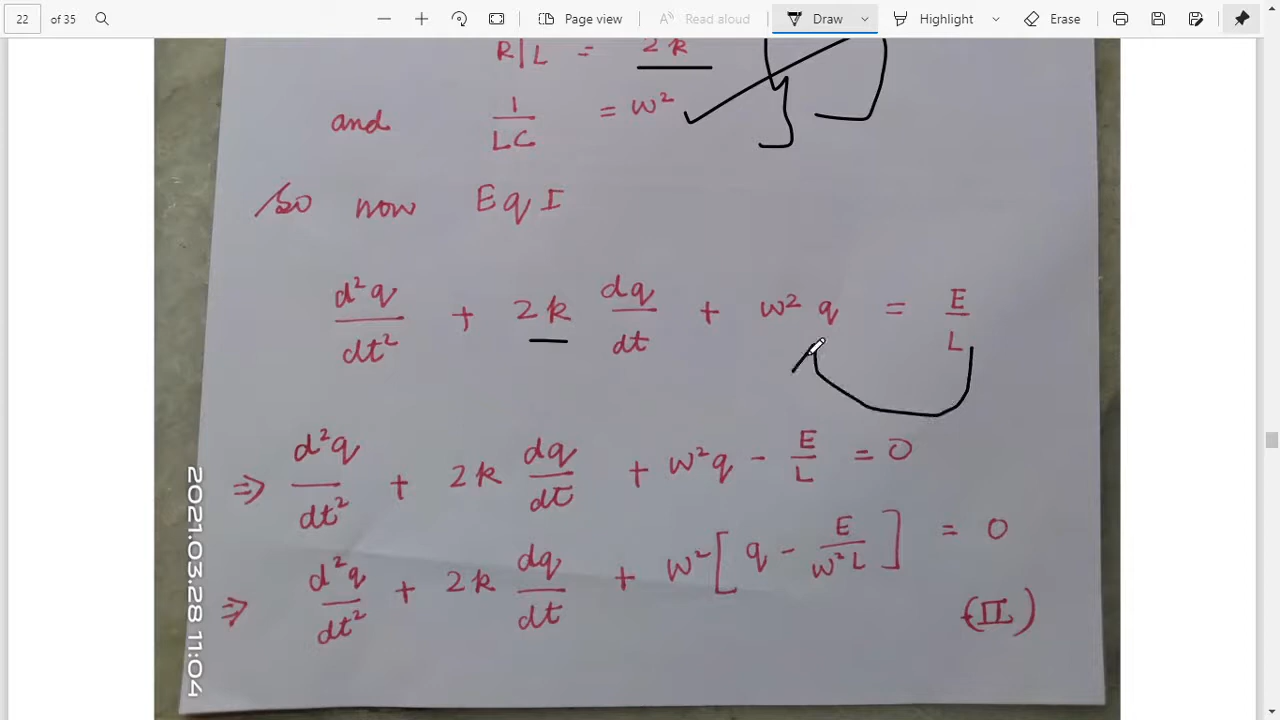 22 of 35 Page view Read aloud Draw Highlight Erase
R|L = 2k
and 1/LC = w²
So now Eq I
d²q/dt² + 2k dq/dt + w² q = E/L
⇒ d²q/dt² + 2k dq/dt + w²q - E/L = 0
⇒ d²q/dt² + 2k dq/dt + w²[q - E/w²L] = 0
(II)
2021.03.28 11:04